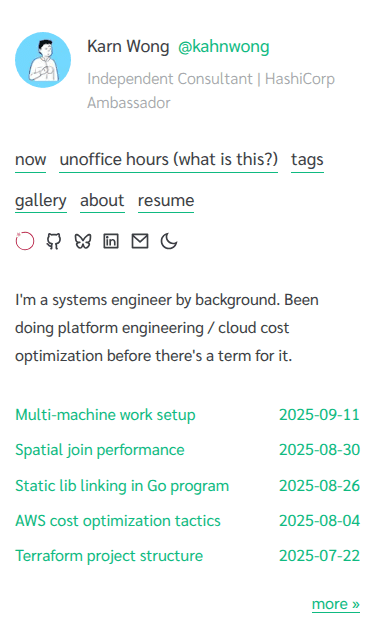 Karn Wong @kahnwong
Independent Consultant | HashiCorp
Ambassador
now unoffice hours (what is this?) tags
gallery about resume
I'm a systems engineer by background. Been
doing platform engineering / cloud cost
optimization before there's a term for it.
Multi-machine work setup 2025-09-11
Spatial join performance 2025-08-30
Static lib linking in Go program 2025-08-26
AWS cost optimization tactics 2025-08-04
Terraform project structure 2025-07-22
more »